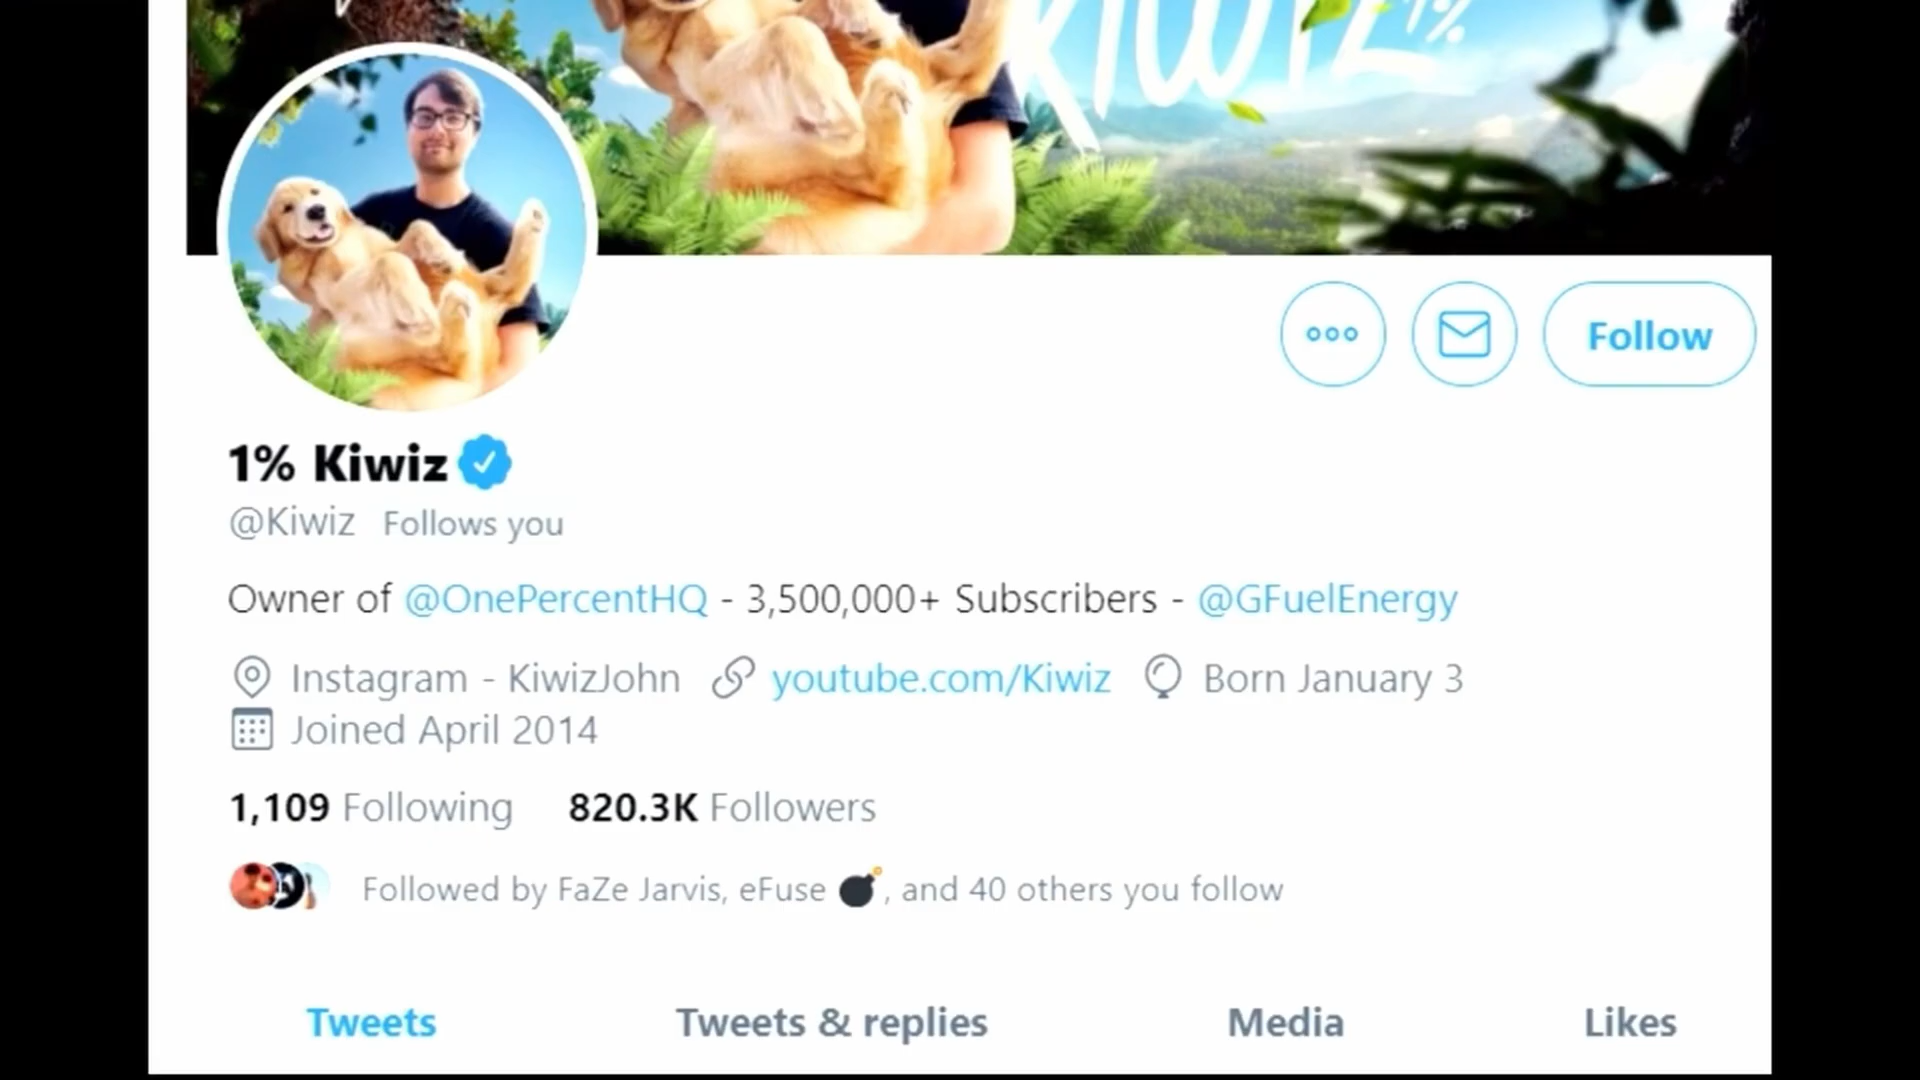 KIWIZ 1%
Follow
1% Kiwiz
@Kiwiz Follows you
Owner of @OnePercentHQ - 3,500,000+ Subscribers - @GFuelEnergy
Instagram - KiwizJohn youtube.com/Kiwiz Born January 3
Joined April 2014
1,109 Following 820.3K Followers
Followed by FaZe Jarvis, eFuse 💣, and 40 others you follow
Tweets Tweets & replies Media Likes